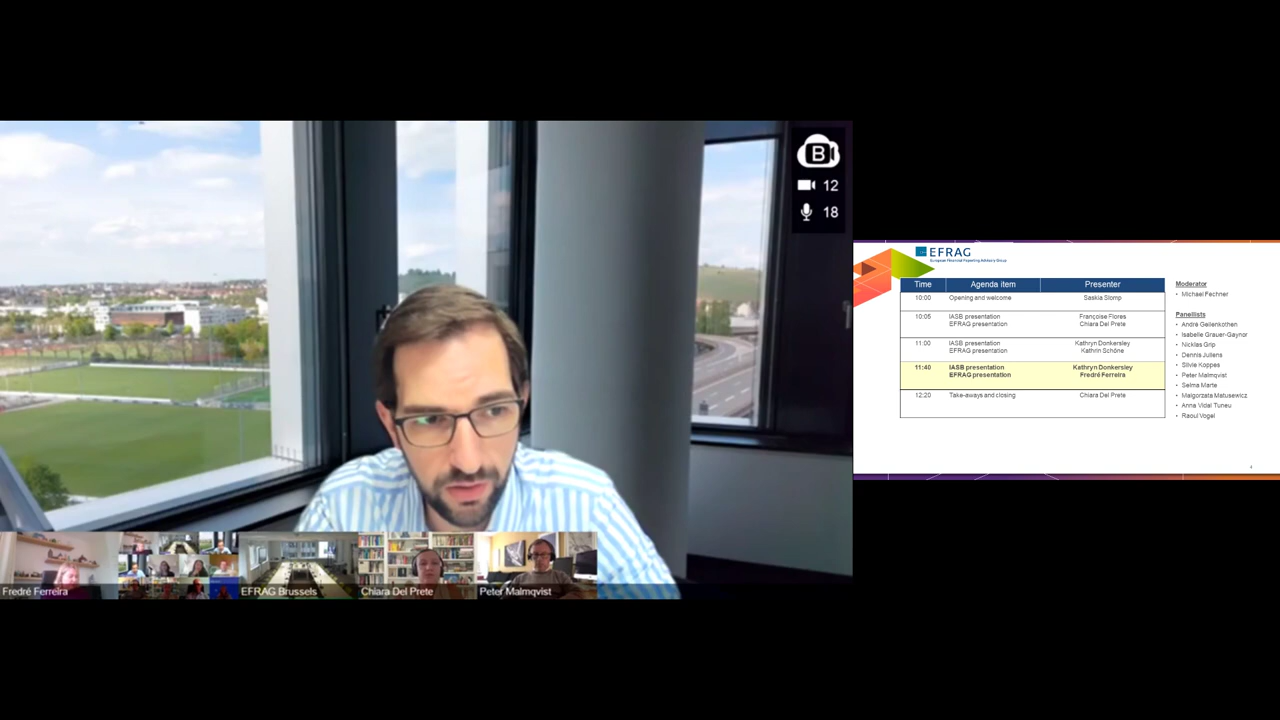 B
12
18
Fredré Ferreira
EFRAG Brussels
Chiara Del Prete
Peter Malmqvist
EFRAG
European Financial Reporting Advisory Group
Time Agenda item Presenter
10:00 Opening and welcome Saskia Slomp
10:05 IASB presentation Françoise Flores
EFRAG presentation Chiara Del Prete
11:00 IASB presentation Kathryn Donkersley
EFRAG presentation Kathrin Schöne
11:40 IASB presentation Kathryn Donkersley
EFRAG presentation Fredré Ferreira
12:20 Take-aways and closing Chiara Del Prete
Moderator
• Michael Fechner
Panellists
• André Geilenkothen
• Isabelle Grauer-Gaynor
• Nicklas Grip
• Dennis Jullens
• Silvie Koppes
• Peter Malmqvist
• Selma Marte
• Malgorzata Matusewicz
• Anna Vidal Tuneu
• Raoul Vogel